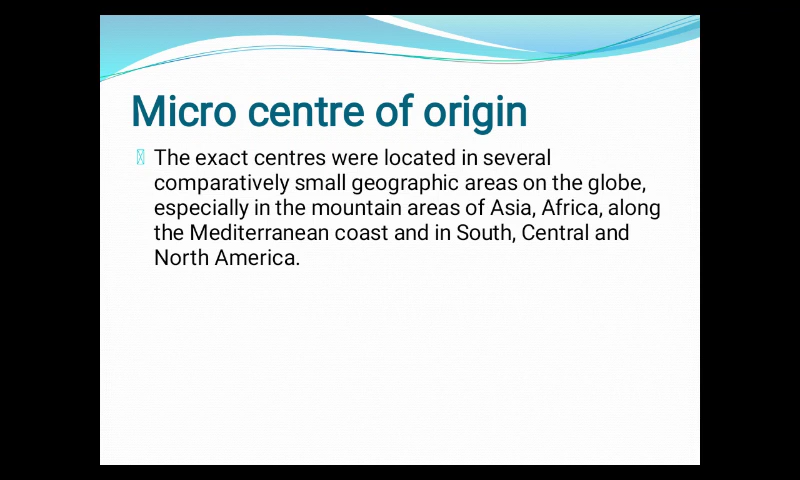 Micro centre of origin
The exact centres were located in several
comparatively small geographic areas on the globe,
especially in the mountain areas of Asia, Africa, along
the Mediterranean coast and in South, Central and
North America.